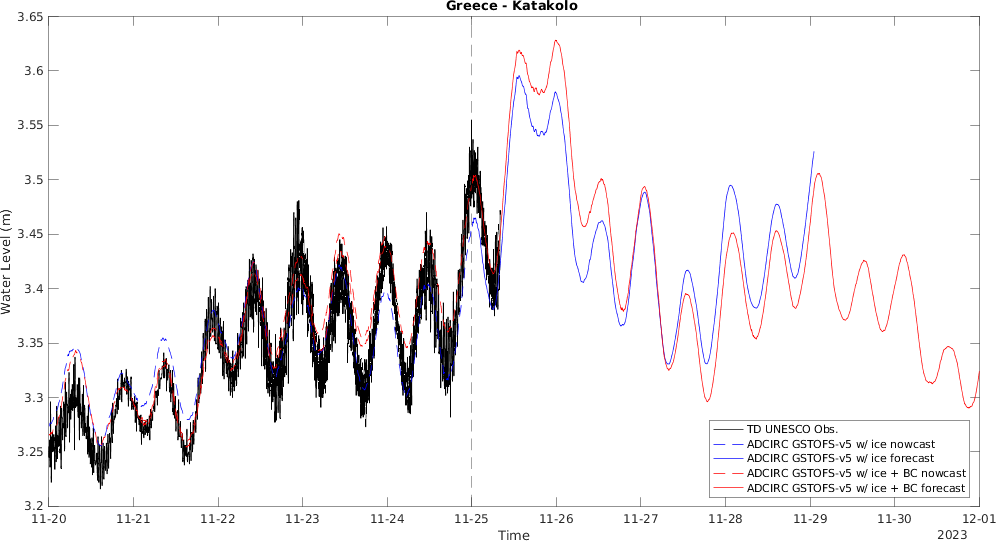 Greece - Katakolo
3.65
3.6
3.55
3.5
3.45
3.4
3.35
3.3
3.25
3.2
Water Level (m)
TD UNESCO Obs.
ADCIRC GSTOFS-v5 w/ ice nowcast
ADCIRC GSTOFS-v5 w/ ice forecast
ADCIRC GSTOFS-v5 w/ ice + BC nowcast
ADCIRC GSTOFS-v5 w/ ice + BC forecast
11-20 11-21 11-22 11-23 11-24 11-25 11-26 11-27 11-28 11-29 11-30 12-01
Time
2023